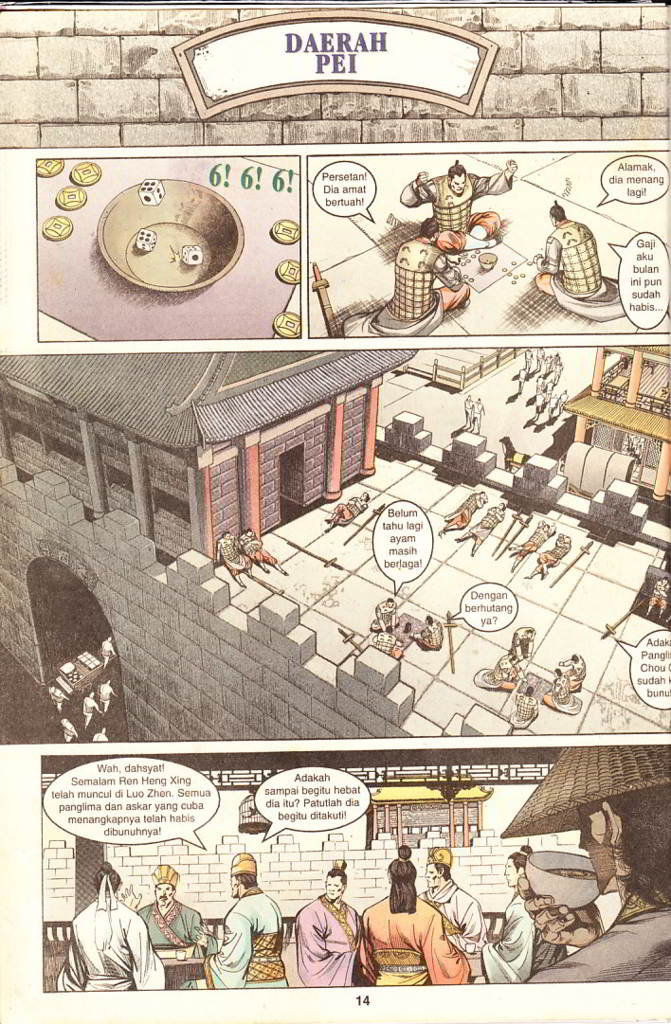 DAERAH
PEI
6! 6! 6!
Persetan!
Dia amat
bertuah!
Alamak,
dia menang
lagi!
Gaji
aku
bulan
ini pun
sudah
habis...
Belum
tahu lagi
ayam
masih
berlaga!
Dengan
berhutang
ya?
Chou
sudah
Wah, dahsyat!
Semalam Ren Heng Xing
telah muncul di Luo Zhen. Semua
panglima dan askar yang cuba
menangkapnya telah habis
dibunuhnya!
Adakah
sampai begitu hebat
dia itu? Patutlah dia
begitu ditakuti!
14